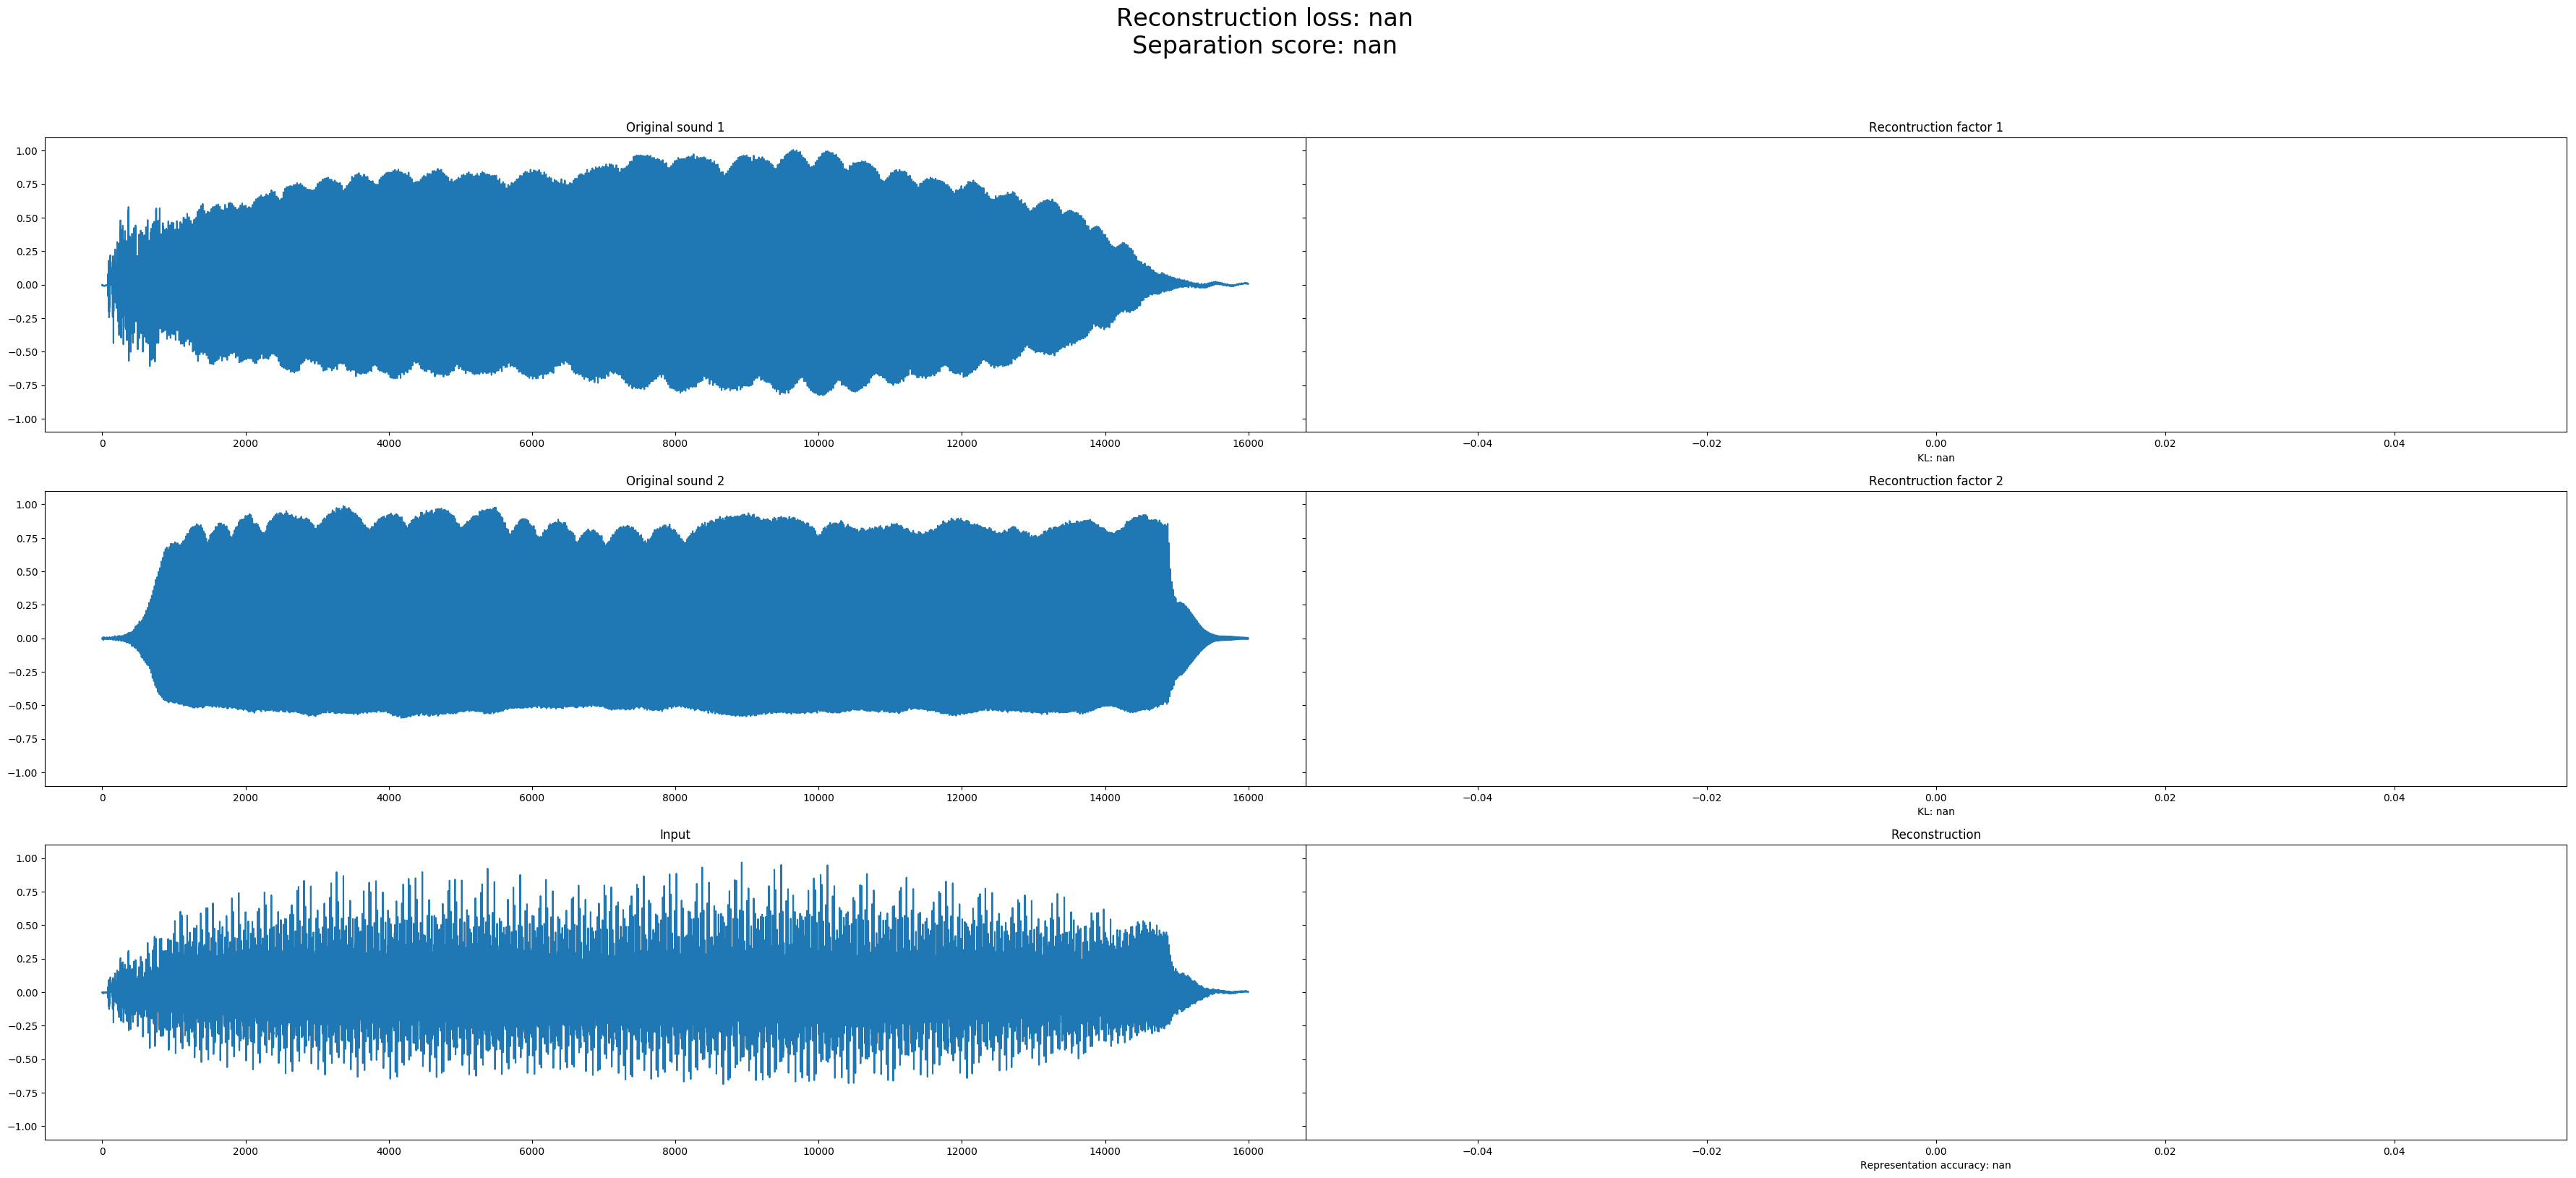 Reconstruction loss: nan
Separation score: nan
Original sound 1
Recontruction factor 1
1.00
0.75
0.50
0.25
0.00
−0.25
−0.50
−0.75
−1.00
0 2000 4000 6000 8000 10000 12000 14000 16000
−0.04 −0.02 0.00 0.02 0.04
KL: nan
Original sound 2
Recontruction factor 2
1.00
0.75
0.50
0.25
0.00
−0.25
−0.50
−0.75
−1.00
0 2000 4000 6000 8000 10000 12000 14000 16000
−0.04 −0.02 0.00 0.02 0.04
KL: nan
Input
Reconstruction
1.00
0.75
0.50
0.25
0.00
−0.25
−0.50
−0.75
−1.00
0 2000 4000 6000 8000 10000 12000 14000 16000
−0.04 −0.02 0.00 0.02 0.04
Representation accuracy: nan